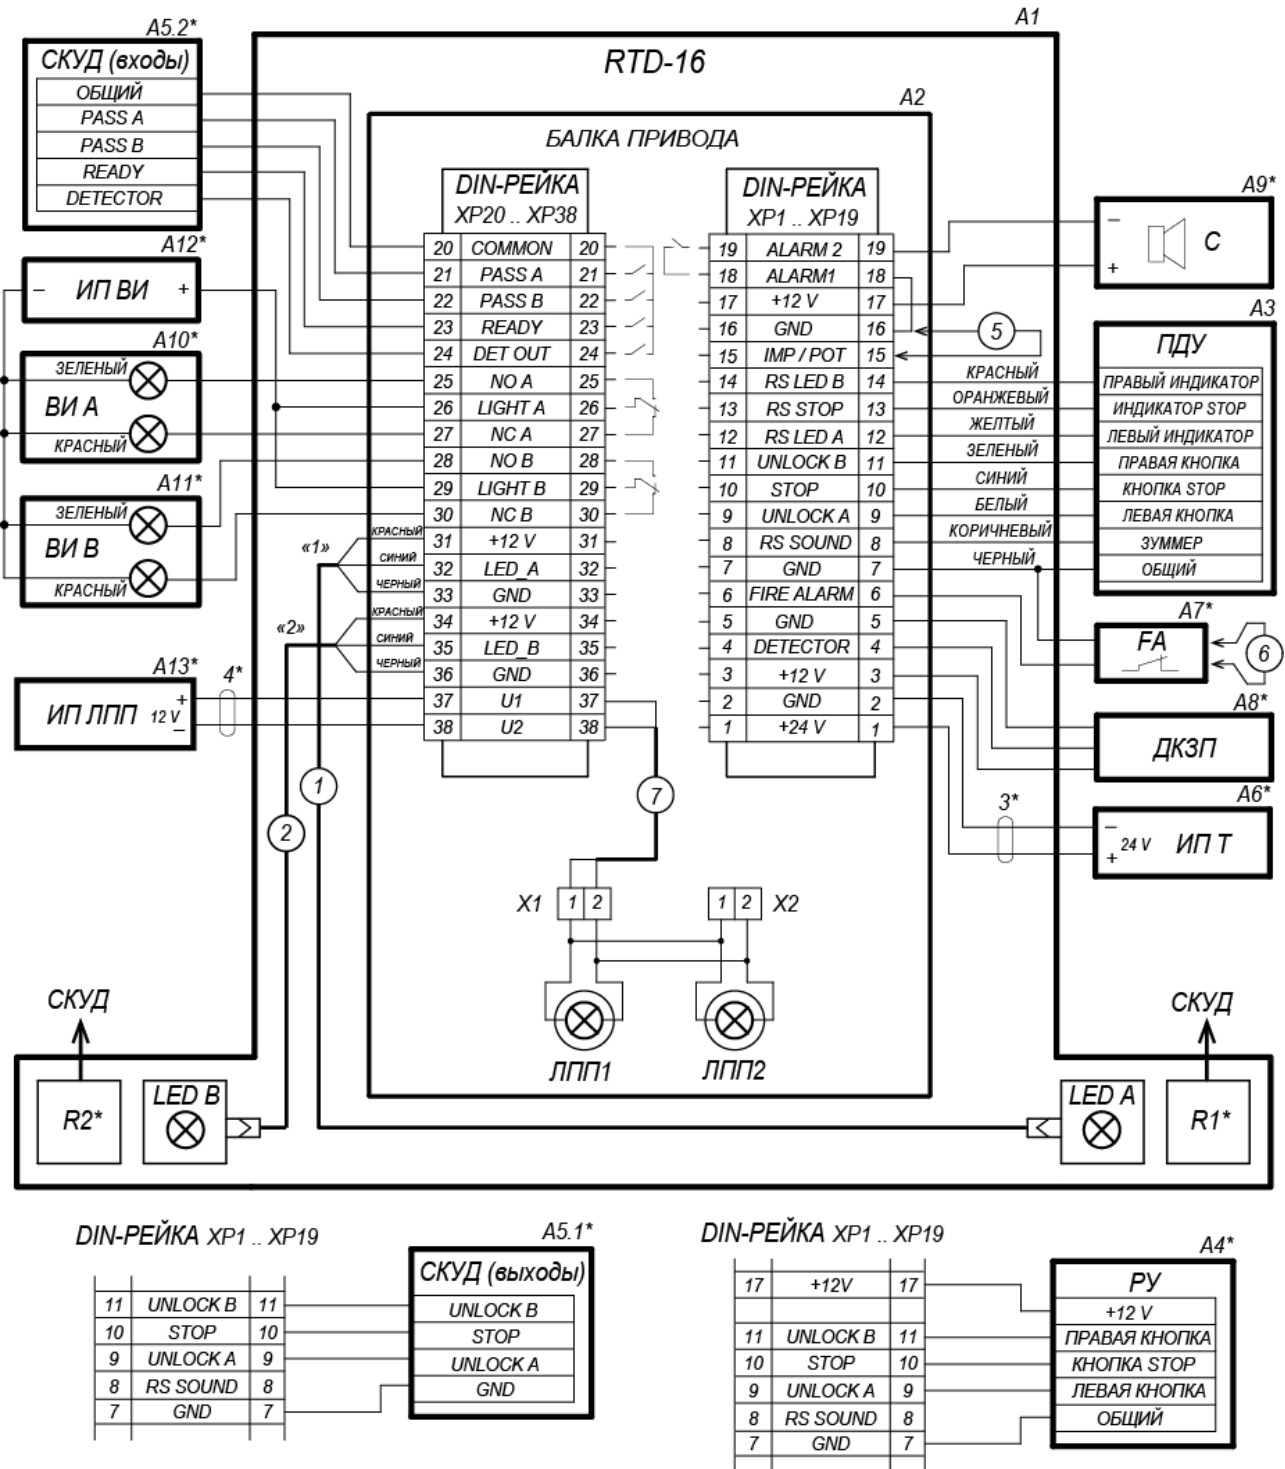 A1
A5.2*
СКУД (входы)
ОБЩИЙ
PASS A
PASS B
READY
DETECTOR
RTD-16
A2
БАЛКА ПРИВОДА
A12*
– ИП ВИ +
A10*
ЗЕЛЕНЫЙ
ВИ А
КРАСНЫЙ
A11*
ЗЕЛЕНЫЙ
ВИ В
КРАСНЫЙ
A13*
ИП ЛПП 12 V + –
4*
DIN-РЕЙКА
XP20 .. XP38
20 COMMON 20
21 PASS A 21
22 PASS B 22
23 READY 23
24 DET OUT 24
25 NO A 25
26 LIGHT A 26
27 NC A 27
28 NO B 28
29 LIGHT B 29
30 NC B 30
31 +12 V 31
32 LED_A 32
33 GND 33
34 +12 V 34
35 LED_B 35
36 GND 36
37 U1 37
38 U2 38
«1»
КРАСНЫЙ
СИНИЙ
ЧЕРНЫЙ
«2»
КРАСНЫЙ
СИНИЙ
ЧЕРНЫЙ
1
2
7
DIN-РЕЙКА
XP1 .. XP19
19 ALARM 2 19
18 ALARM1 18
17 +12 V 17
16 GND 16
15 IMP / POT 15
14 RS LED B 14
13 RS STOP 13
12 RS LED A 12
11 UNLOCK B 11
10 STOP 10
9 UNLOCK A 9
8 RS SOUND 8
7 GND 7
6 FIRE ALARM 6
5 GND 5
4 DETECTOR 4
3 +12 V 3
2 GND 2
1 +24 V 1
5
КРАСНЫЙ
ОРАНЖЕВЫЙ
ЖЕЛТЫЙ
ЗЕЛЕНЫЙ
СИНИЙ
БЕЛЫЙ
КОРИЧНЕВЫЙ
ЧЕРНЫЙ
A9*
– + С
A3
ПДУ
ПРАВЫЙ ИНДИКАТОР
ИНДИКАТОР STOP
ЛЕВЫЙ ИНДИКАТОР
ПРАВАЯ КНОПКА
КНОПКА STOP
ЛЕВАЯ КНОПКА
ЗУММЕР
ОБЩИЙ
A7*
FA
6
A8*
ДКЗП
A6*
3*
– + 24 V ИП Т
X1 1 2
1 2 X2
ЛПП1
ЛПП2
СКУД
R2*
LED B
LED A
СКУД
R1*
DIN-РЕЙКА XP1 .. XP19
11 UNLOCK B 11
10 STOP 10
9 UNLOCK A 9
8 RS SOUND 8
7 GND 7
A5.1*
СКУД (выходы)
UNLOCK B
STOP
UNLOCK A
GND
DIN-РЕЙКА XP1 .. XP19
17 +12V 17
11 UNLOCK B 11
10 STOP 10
9 UNLOCK A 9
8 RS SOUND 8
7 GND 7
A4*
РУ
+12 V
ПРАВАЯ КНОПКА
КНОПКА STOP
ЛЕВАЯ КНОПКА
ОБЩИЙ